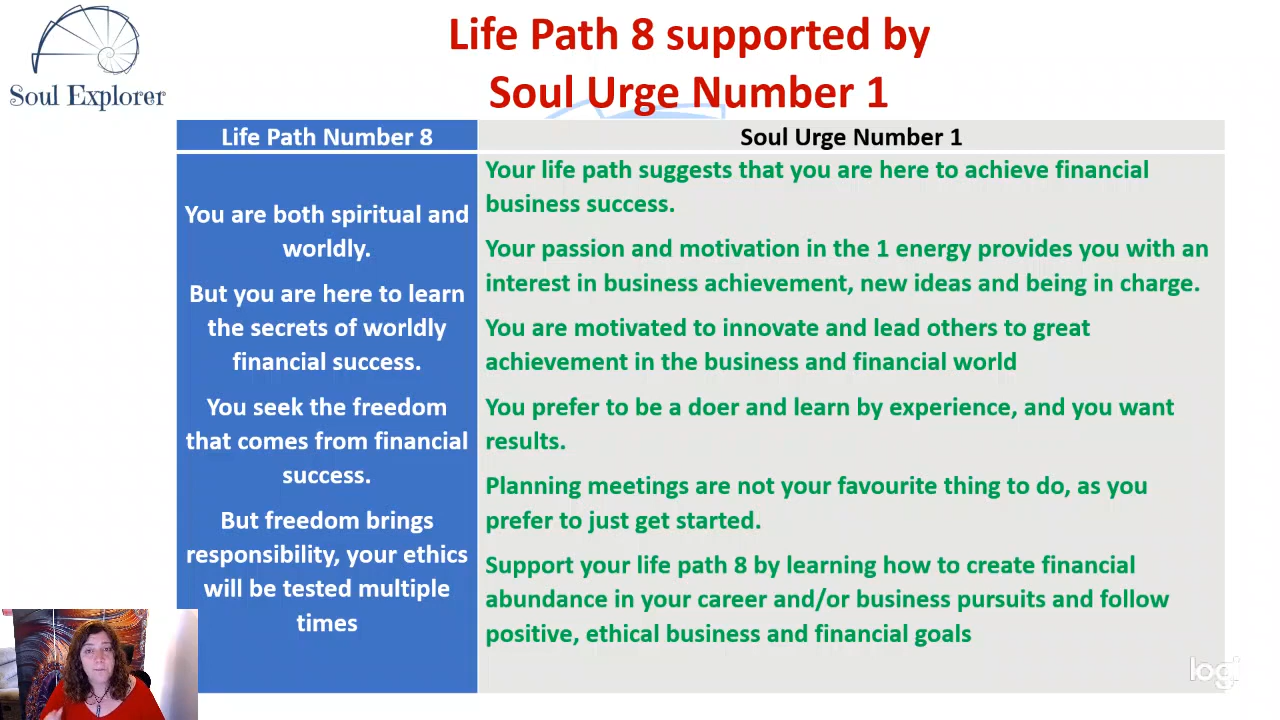 Life Path 8 supported by
Soul Urge Number 1
Soul Explorer
Life Path Number 8
Soul Urge Number 1
You are both spiritual and
worldly.
But you are here to learn
the secrets of worldly
financial success.
You seek the freedom
that comes from financial
success.
But freedom brings
responsibility, your ethics
will be tested multiple
times
Your life path suggests that you are here to achieve financial
business success.
Your passion and motivation in the 1 energy provides you with an
interest in business achievement, new ideas and being in charge.
You are motivated to innovate and lead others to great
achievement in the business and financial world
You prefer to be a doer and learn by experience, and you want
results.
Planning meetings are not your favourite thing to do, as you
prefer to just get started.
Support your life path 8 by learning how to create financial
abundance in your career and/or business pursuits and follow
positive, ethical business and financial goals
logi